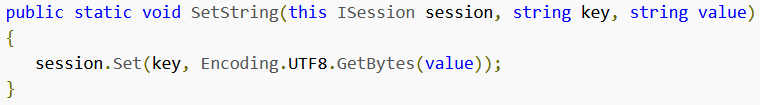 public static void SetString(this ISession session, string key, string value)
{
   session.Set(key, Encoding.UTF8.GetBytes(value));
}